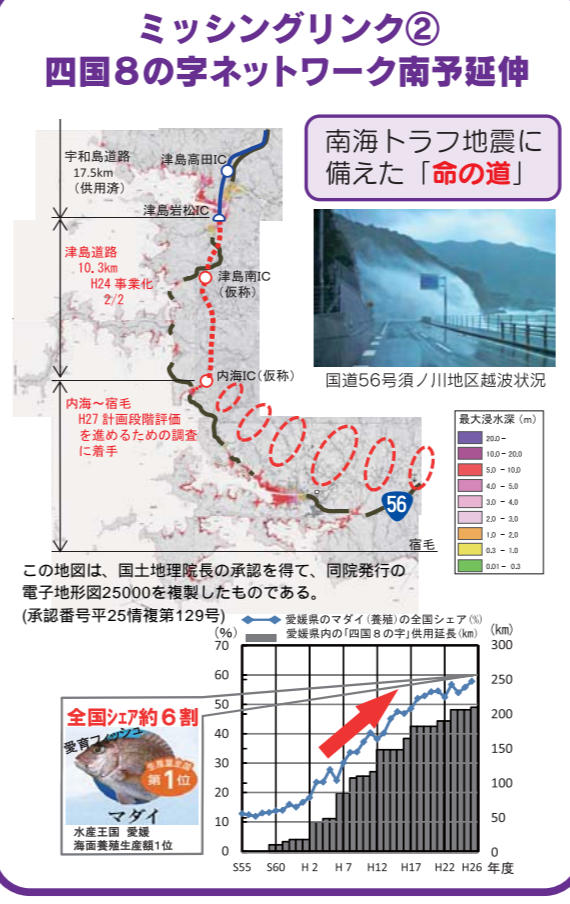 ミッシングリンク②
四国8の字ネットワーク南予延伸
南海トラフ地震に
備えた「命の道」
宇和島道路
17.5km
(供用済)
津島高田IC
津島岩松IC
津島道路
10.3km
H24 事業化
2/2
津島南IC
(仮称)
内海IC(仮称)
内海~宿毛
H27 計画段階評価
を進めるための調査
に着手
56
宿毛
国道56号須ノ川地区越波状況
最大浸水深 (m)
20.0 -
10.0 - 20.0
5.0 - 10.0
4.0 - 5.0
3.0 - 4.0
2.0 - 3.0
1.0 - 2.0
0.3 - 1.0
0.01 - 0.3
この地図は、国土地理院長の承認を得て、同院発行の
電子地形図25000を複製したものである。
(承認番号平25情複第129号)
愛媛県のマダイ(養殖)の全国シェア(%)
愛媛県内の「四国8の字」供用延長(km)
(%)
(km)
70
60
50
40
30
20
10
0
300
250
200
150
100
50
0
S55 S60 H 2 H 7 H12 H17 H22 H26 年度
全国シェア約6割
愛育フィッシュ
生産量全国
第1位
マダイ
水産王国 愛媛
海面養殖生産額1位